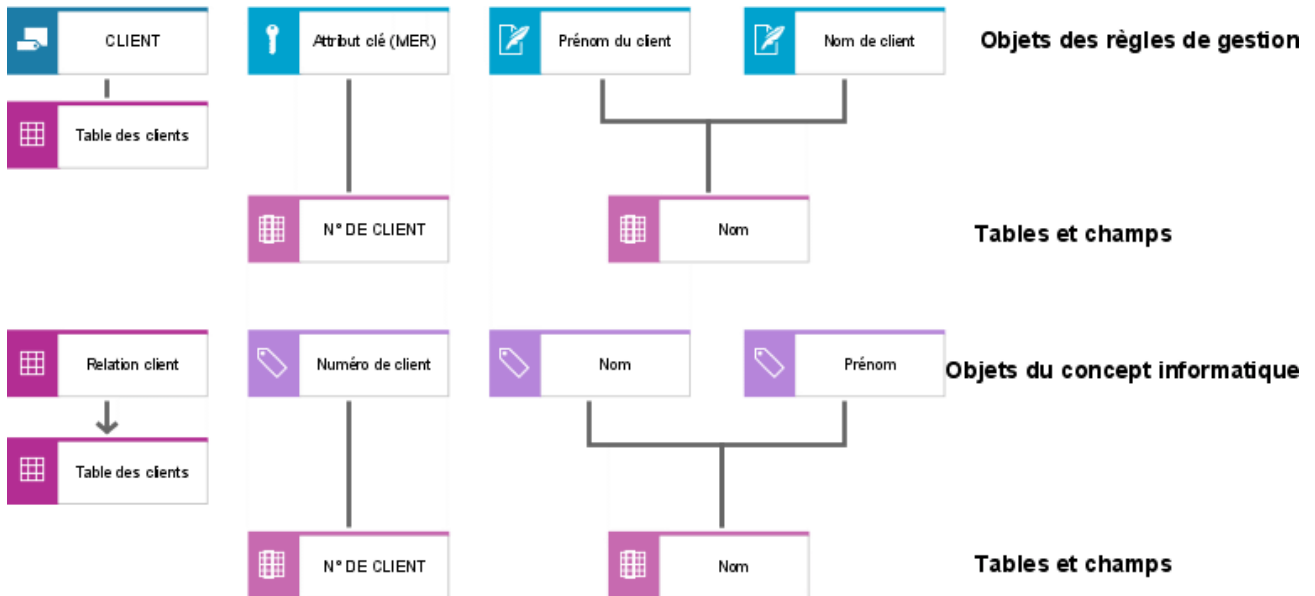 CLIENT
Attribut clé (MER)
Prénom du client
Nom de client
Objets des règles de gestion
Table des clients
N° DE CLIENT
Nom
Tables et champs
Relation client
Numéro de client
Nom
Prénom
Objets du concept informatique
Table des clients
N° DE CLIENT
Nom
Tables et champs